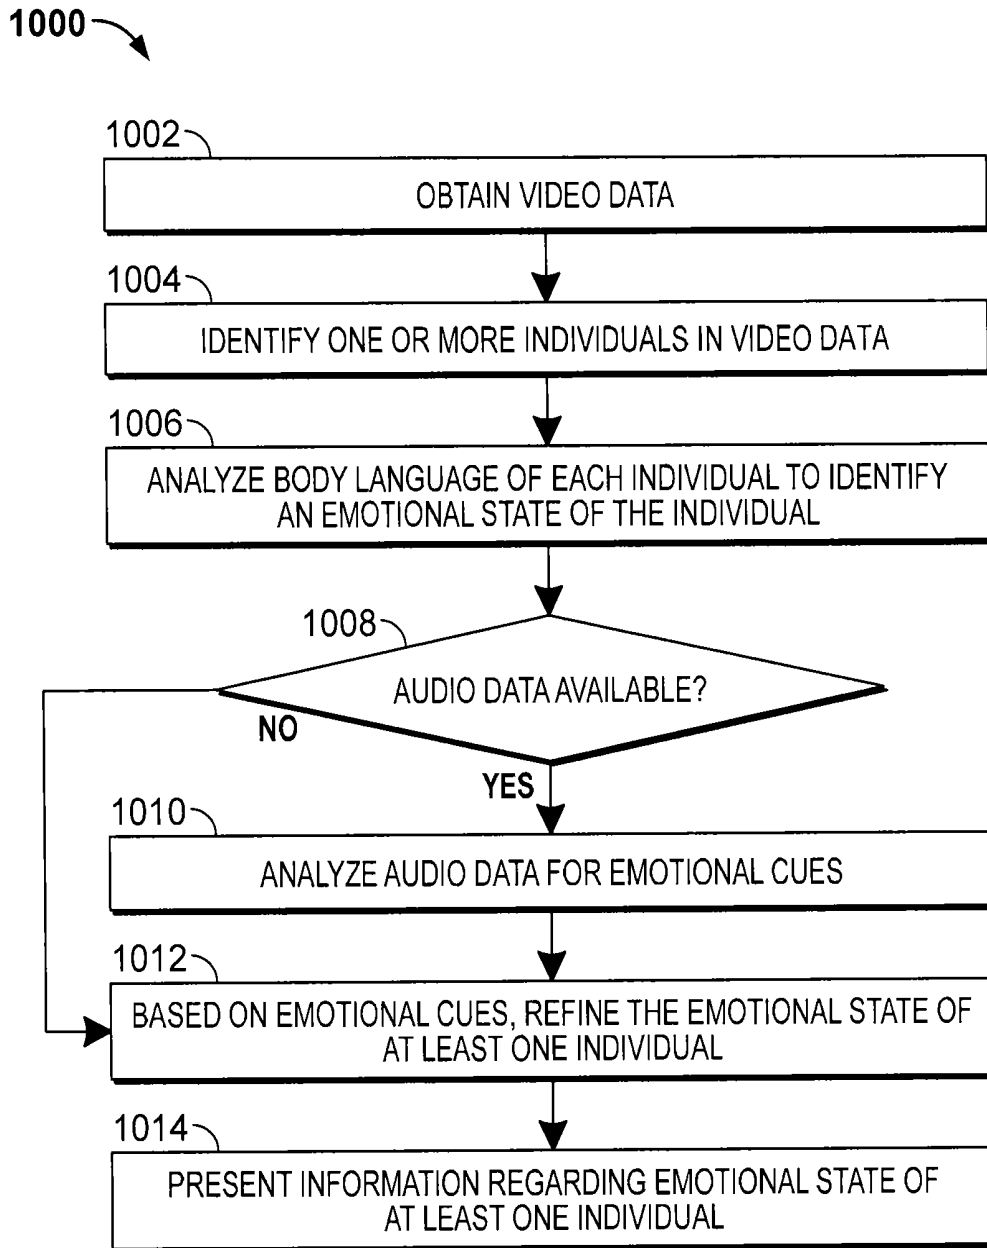 1000
1002
OBTAIN VIDEO DATA
1004
IDENTIFY ONE OR MORE INDIVIDUALS IN VIDEO DATA
1006
ANALYZE BODY LANGUAGE OF EACH INDIVIDUAL TO IDENTIFY
AN EMOTIONAL STATE OF THE INDIVIDUAL
1008
AUDIO DATA AVAILABLE?
NO
YES
1010
ANALYZE AUDIO DATA FOR EMOTIONAL CUES
1012
BASED ON EMOTIONAL CUES, REFINE THE EMOTIONAL STATE OF
AT LEAST ONE INDIVIDUAL
1014
PRESENT INFORMATION REGARDING EMOTIONAL STATE OF
AT LEAST ONE INDIVIDUAL